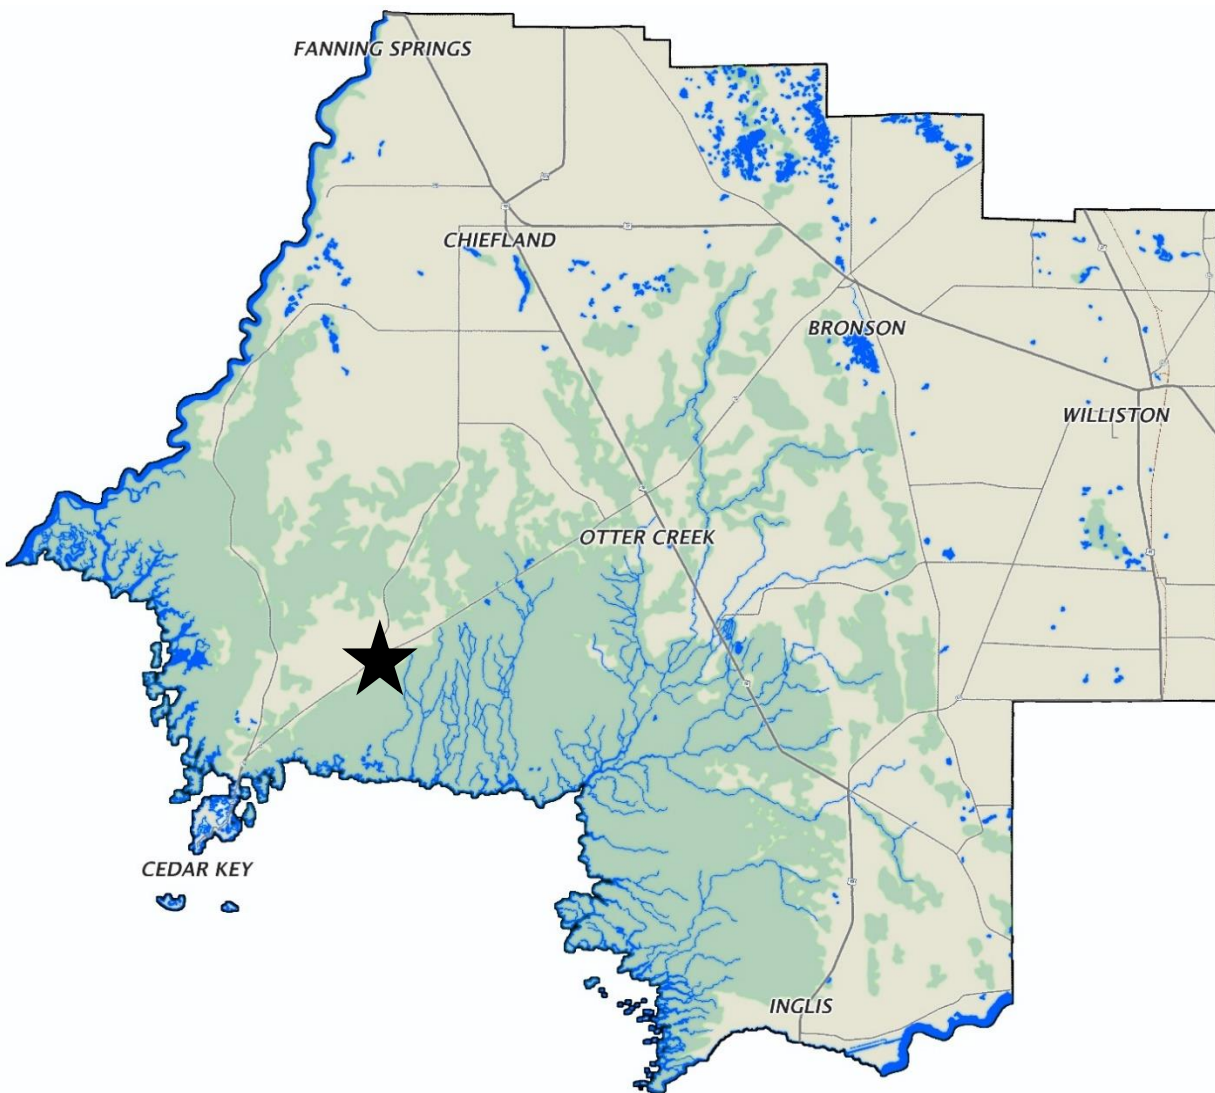 FANNING SPRINGS
CHIEFLAND
BRONSON
WILLISTON
OTTER CREEK
CEDAR KEY
INGLIS